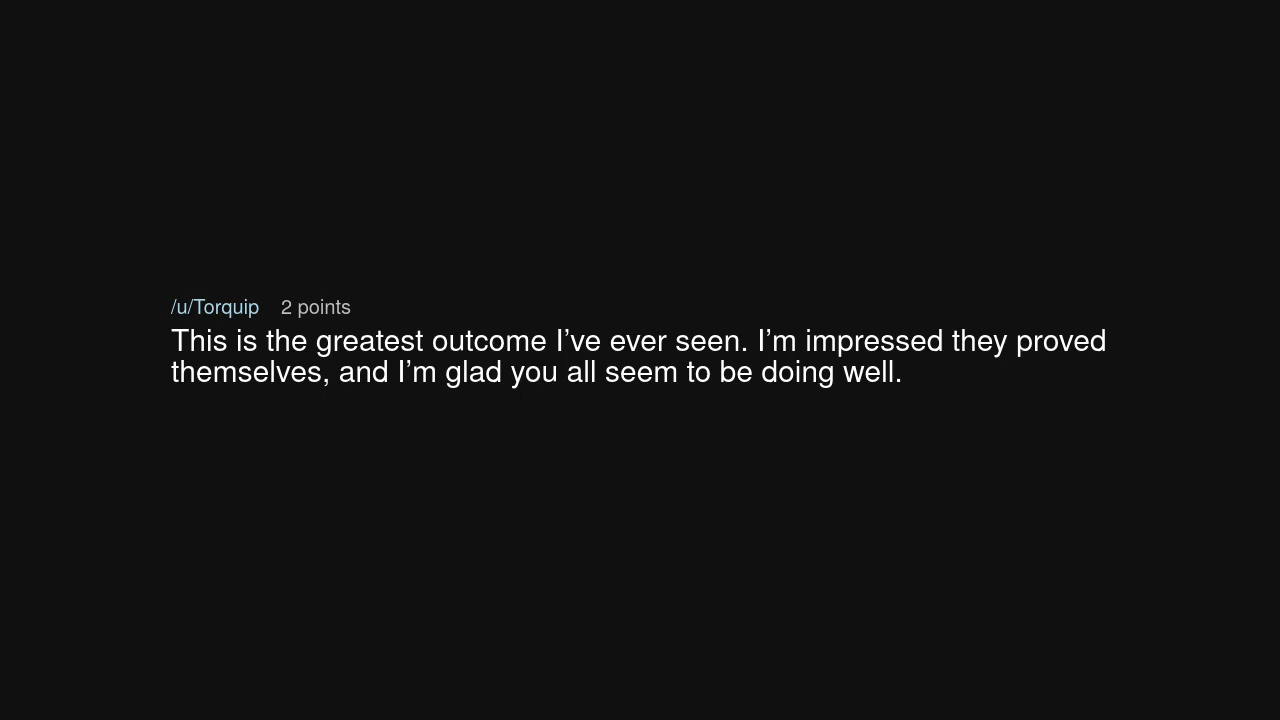 /u/Torquip 2 points
This is the greatest outcome I’ve ever seen. I’m impressed they proved
themselves, and I’m glad you all seem to be doing well.